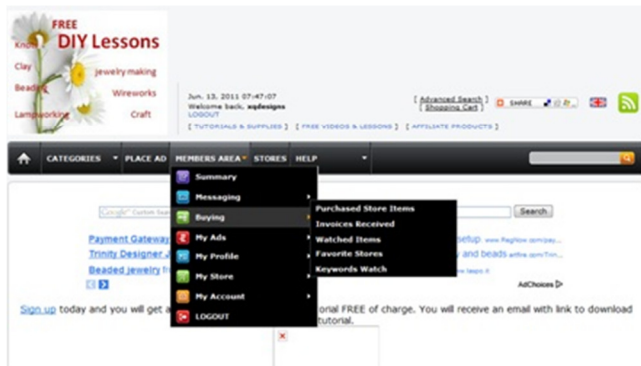 FREE
DIY Lessons
Clay
jewelry making
Wireworks
Lampworking
Craft
Jun. 13, 2011 07:47:07
Welcome back, xqdesigns
LOGOUT
[ TUTORIALS & SUPPLIES ] [ FREE VIDEOS & LESSONS ] [ AFFILIATE PRODUCTS ]
[ Advanced Search ]
[ Shopping Cart ]
SHARE
CATEGORIES PLACE AD MEMBERS AREA STORES HELP
Summary
Messaging
Buying
My Ads
My Profile
My Store
My Account
LOGOUT
Purchased Store Items
Invoices Received
Watched Items
Favorite Stores
Keywords Watch
Google Custom Search
Payment Gateway
Trinity Designer
and beads
Beaded jewelry
AdChoices
Sign up today and you will get a orial FREE of charge. You will receive an email with link to download
tutorial.